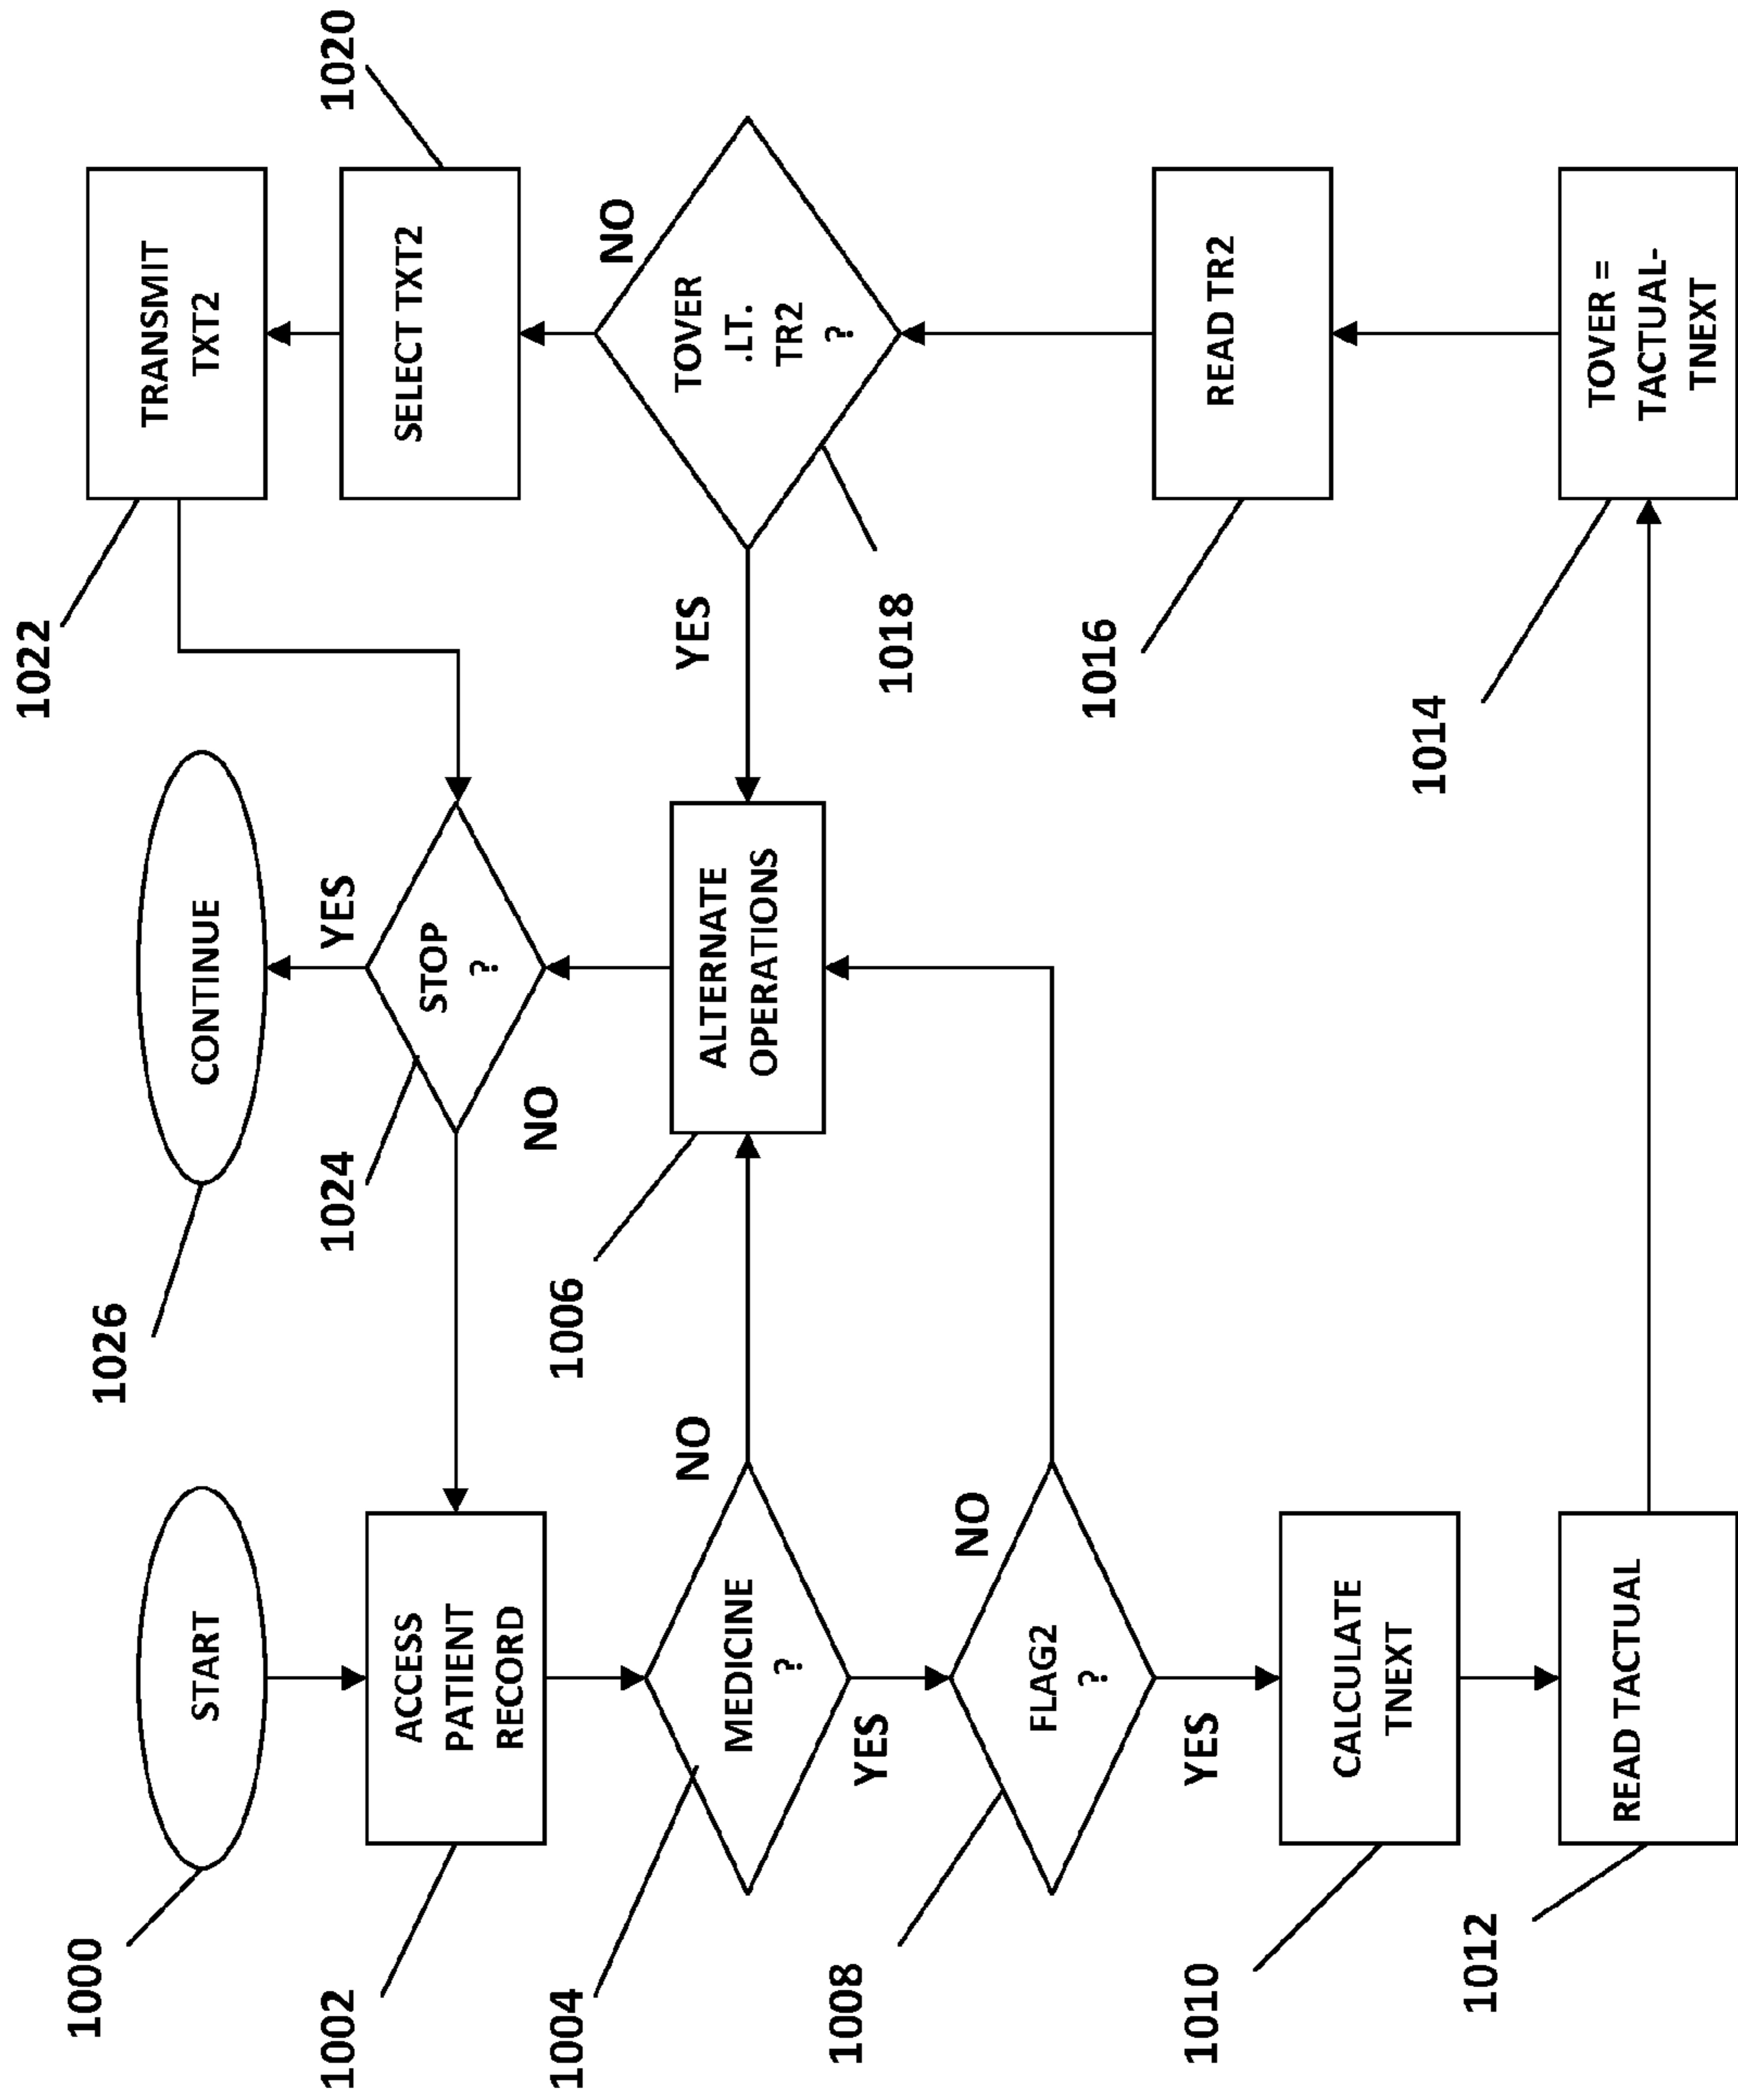 1000
START
1002
ACCESS
PATIENT
RECORD
1004
MEDICINE
?
NO
YES
1008
FLAG2
?
NO
YES
1010
CALCULATE
TNEXT
1012
READ TACTUAL
1026
CONTINUE
YES
1024
STOP
?
NO
1006
ALTERNATE
OPERATIONS
1022
TRANSMIT
TXT2
1020
SELECT TXT2
NO
TOVER
.LT.
TR2
?
YES
1018
1016
READ TR2
1014
TOVER =
TACTUAL-
TNEXT